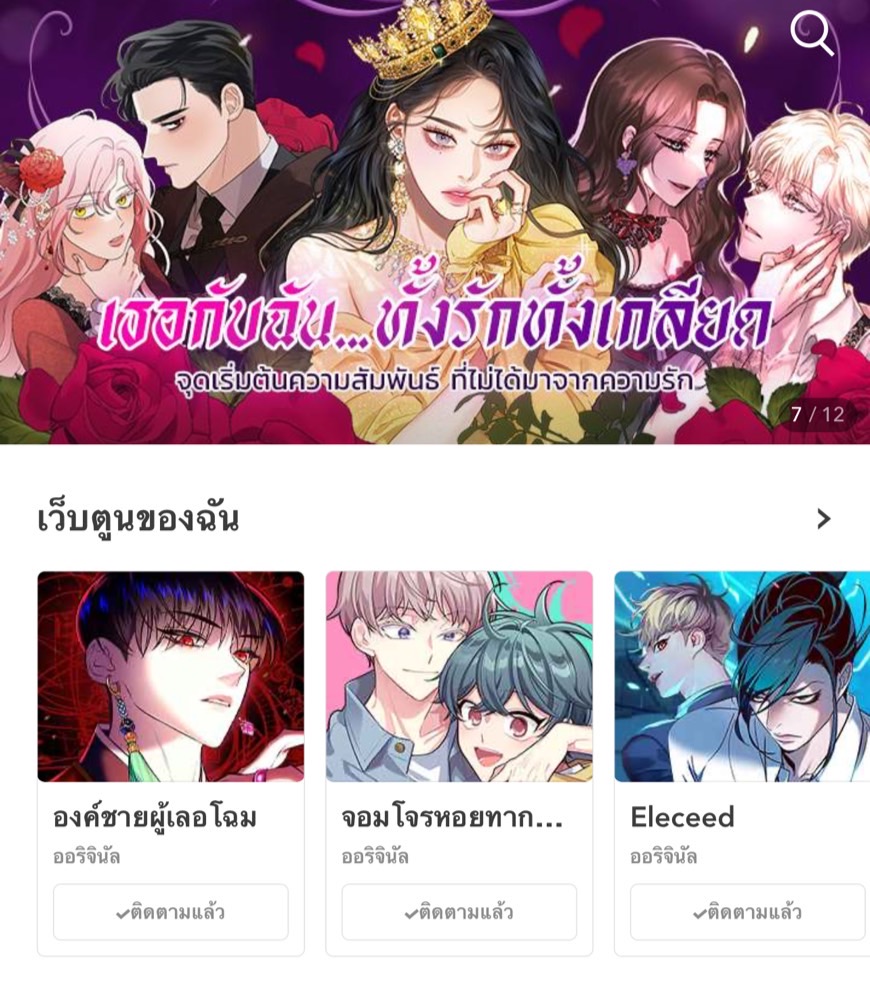 เธอกับฉัน...ทั้งรักทั้งเกลียด
จุดเริ่มต้นความสัมพันธ์ ที่ไม่ได้มาจากความรัก
7 / 12
เว็บตูนของฉัน
องค์ชายผู้เลอโฉม
ออริจินัล
ติดตามแล้ว
จอมโจรหอยทาก...
ออริจินัล
ติดตามแล้ว
Eleceed
ออริจินัล
ติดตามแล้ว